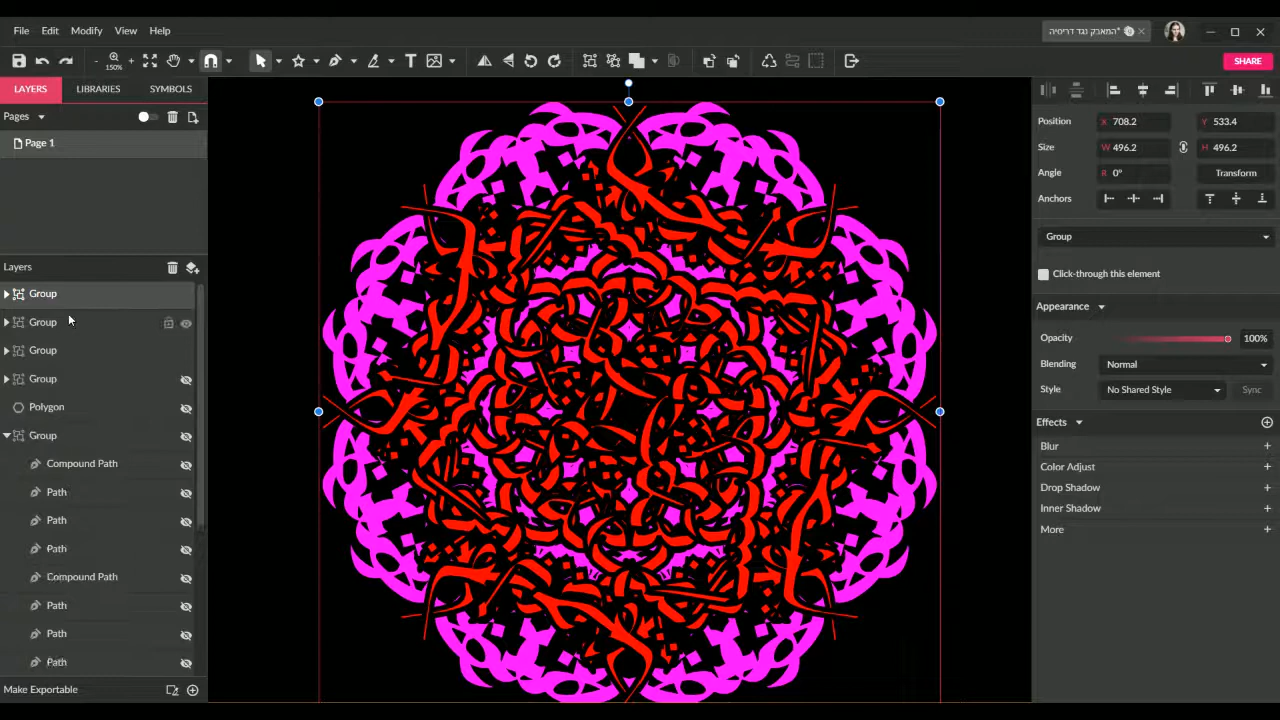 File Edit Modify View Help
*המאבק נגד דרימיה
150%
SHARE
LAYERS LIBRARIES SYMBOLS
Pages
Page 1
Layers
Group
Group
Group
Group
Polygon
Group
Compound Path
Path
Path
Path
Compound Path
Path
Path
Path
Make Exportable
Position X 708.2 Y 533.4
Size W 496.2 H 496.2
Angle R 0° Transform
Anchors
Group
Click-through this element
Appearance
Opacity 100%
Blending Normal
Style No Shared Style Sync
Effects
Blur
Color Adjust
Drop Shadow
Inner Shadow
More